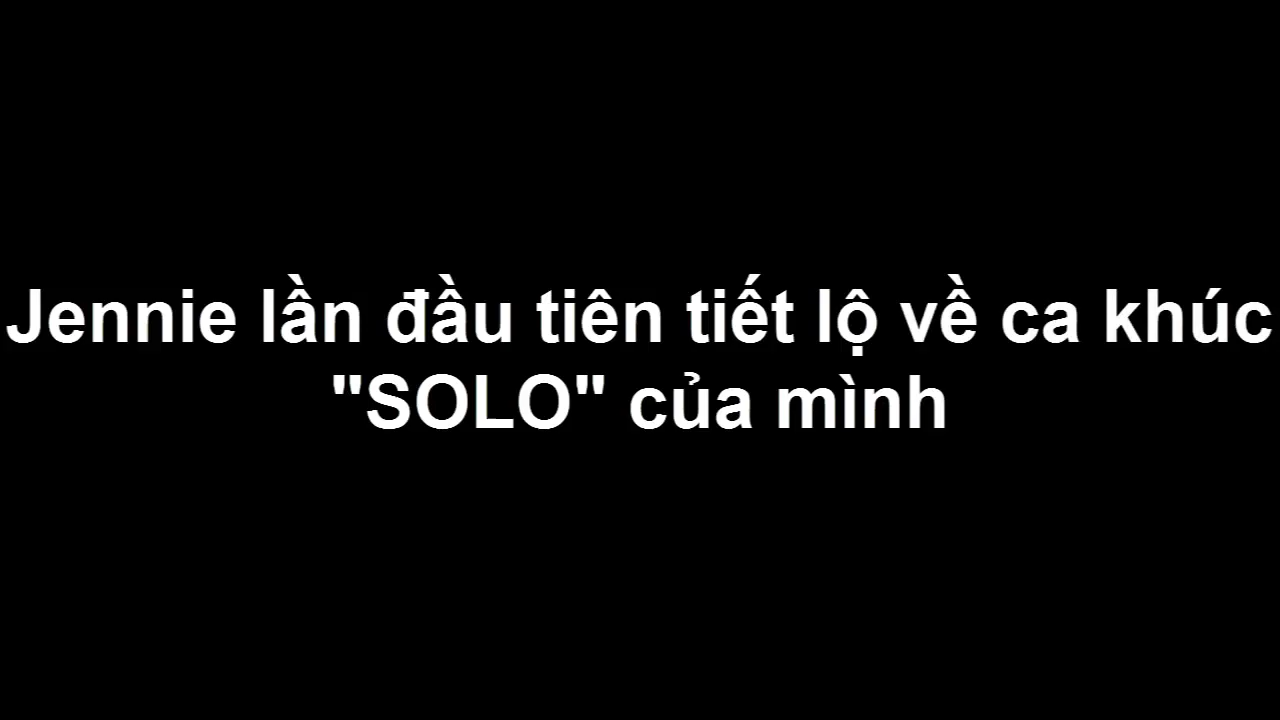 Jennie lần đầu tiên tiết lộ về ca khúc
"SOLO" của mình